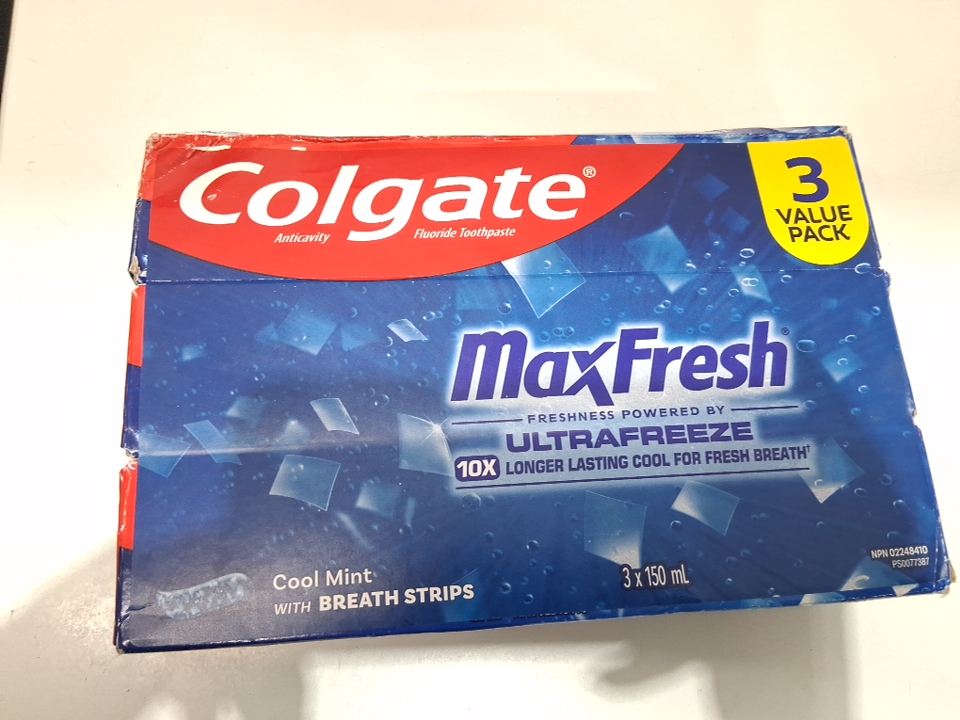 Colgate®
Anticavity Fluoride Toothpaste
3
VALUE
PACK
MaxFresh®
FRESHNESS POWERED BY
ULTRAFREEZE
10X LONGER LASTING COOL FOR FRESH BREATH†
Cool Mint
WITH BREATH STRIPS
3 x 150 mL
NPN 02248410
PS0077387